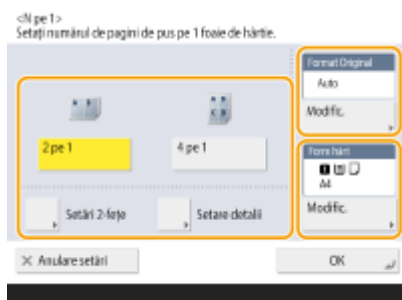 <N pe 1>
Setați numărul de pagini de pus pe 1 foaie de hârtie.
Format Original
Auto
Modific.
A B
A B
C D
2 pe 1
4 pe 1
Form hârt
1
A4
Modific.
Setări 2-fețe
Setare detalii
× Anulare setări
OK